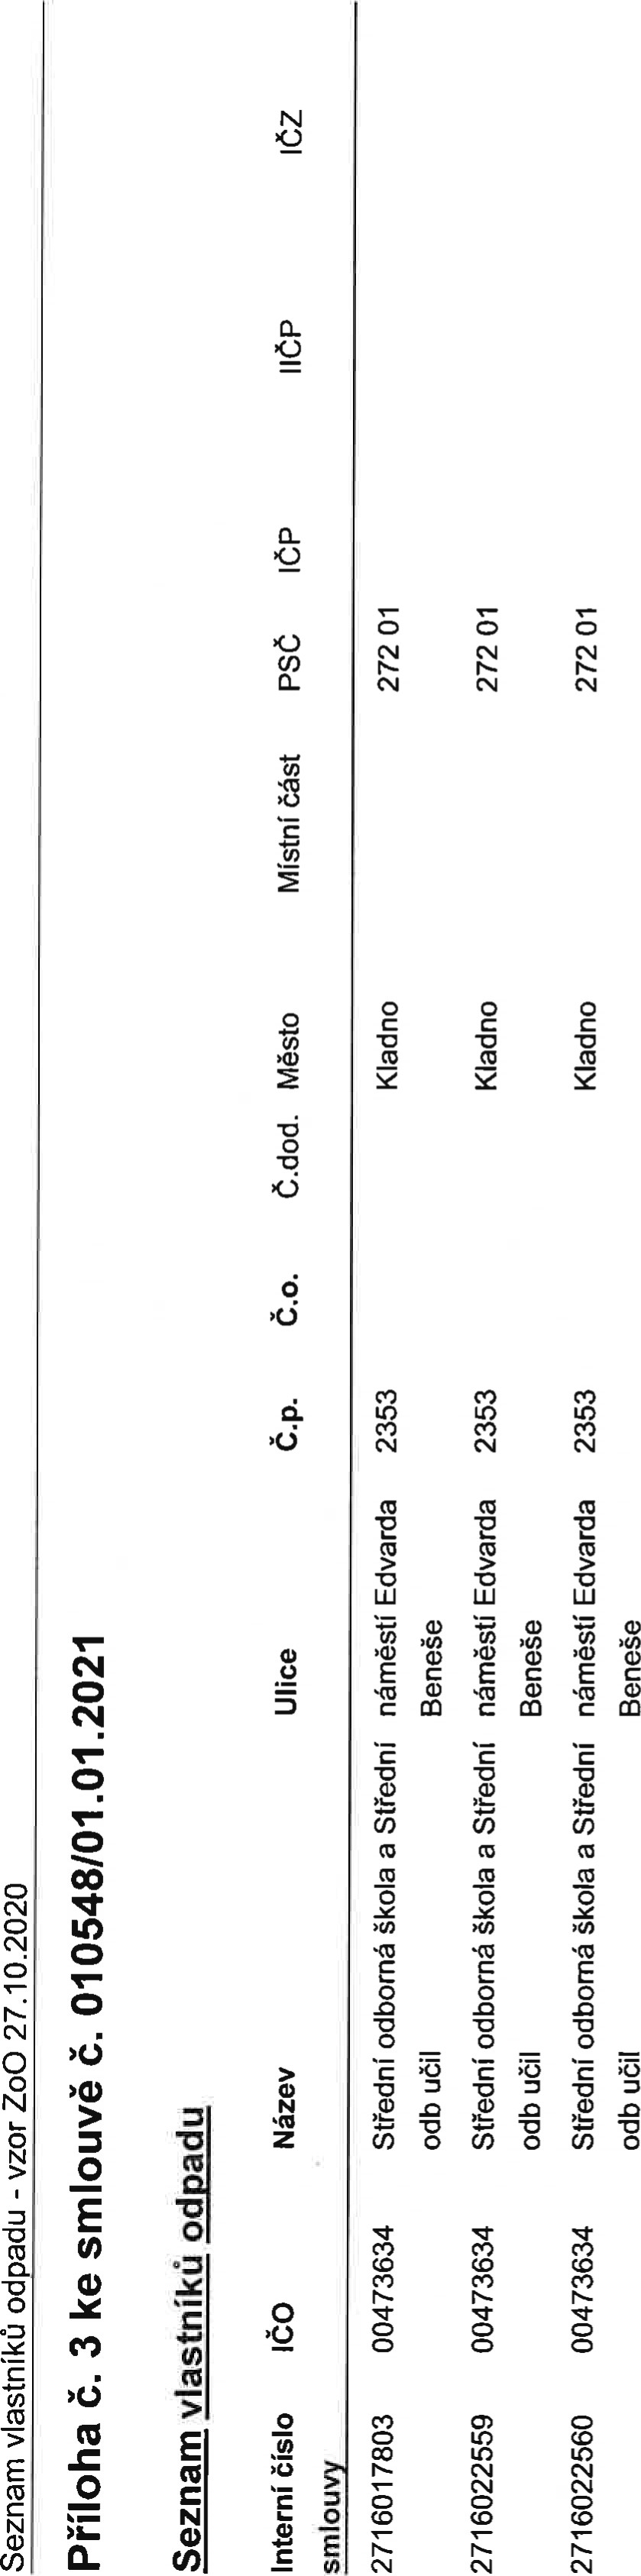 Seznam vlastníků odpadu - vzor ZoO 27.10.2020
Příloha č. 3 ke smlouvě č. 010548/01.01.2021
Seznam vlastníků odpadu
Interní číslo IČO Název Ulice Č.p. Č.o. Č.dod. Město Místní část PSČ IČP IIČP IČZ
smlouvy
2716017803 00473634 Střední odborná škola a Střední náměstí Edvarda 2353 Kladno 272 01
odb učil Beneše
2716022559 00473634 Střední odborná škola a Střední náměstí Edvarda 2353 Kladno 272 01
odb učil Beneše
2716022560 00473634 Střední odborná škola a Střední náměstí Edvarda 2353 Kladno 272 01
odb učil Beneše